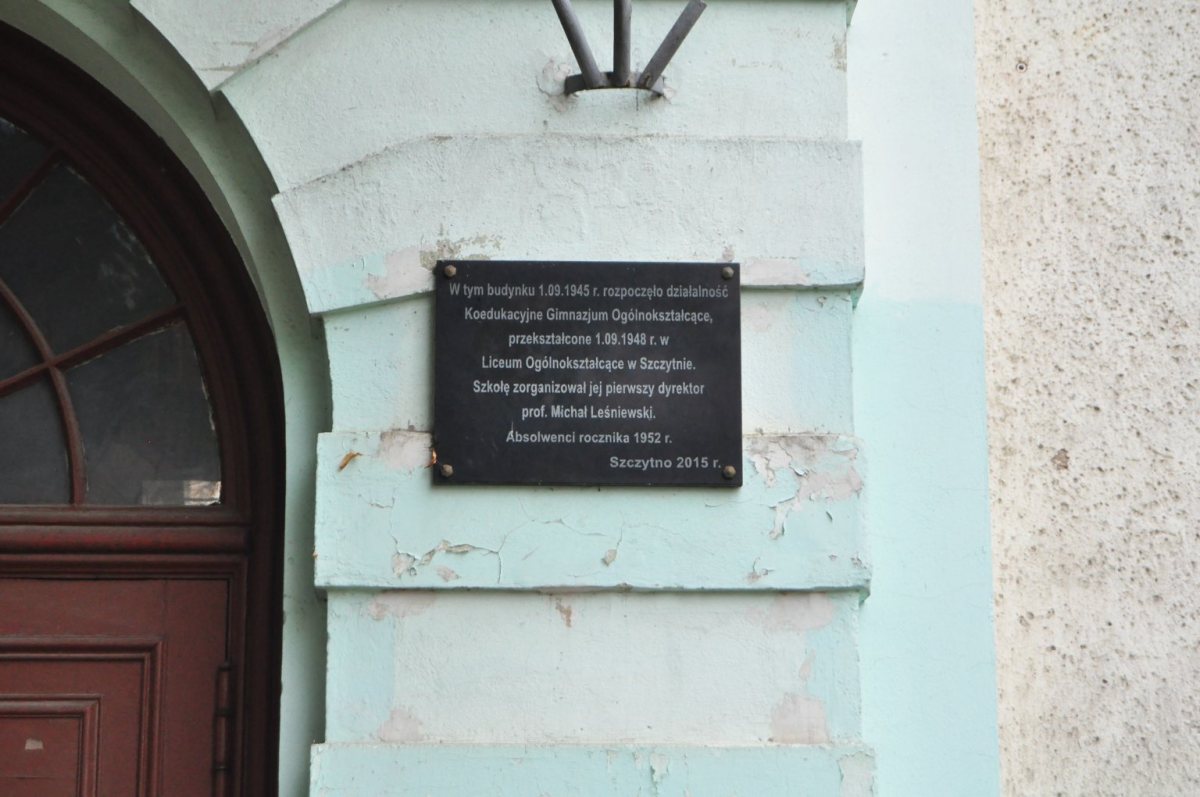 W tym budynku 1.09.1945 r. rozpoczęło działalność
Koedukacyjne Gimnazjum Ogólnokształcące,
przekształcone 1.09.1948 r. w
Liceum Ogólnokształcące w Szczytnie.
Szkołę zorganizował jej pierwszy dyrektor
prof. Michał Leśniewski.
Absolwenci rocznika 1952 r.
Szczytno 2015 r.